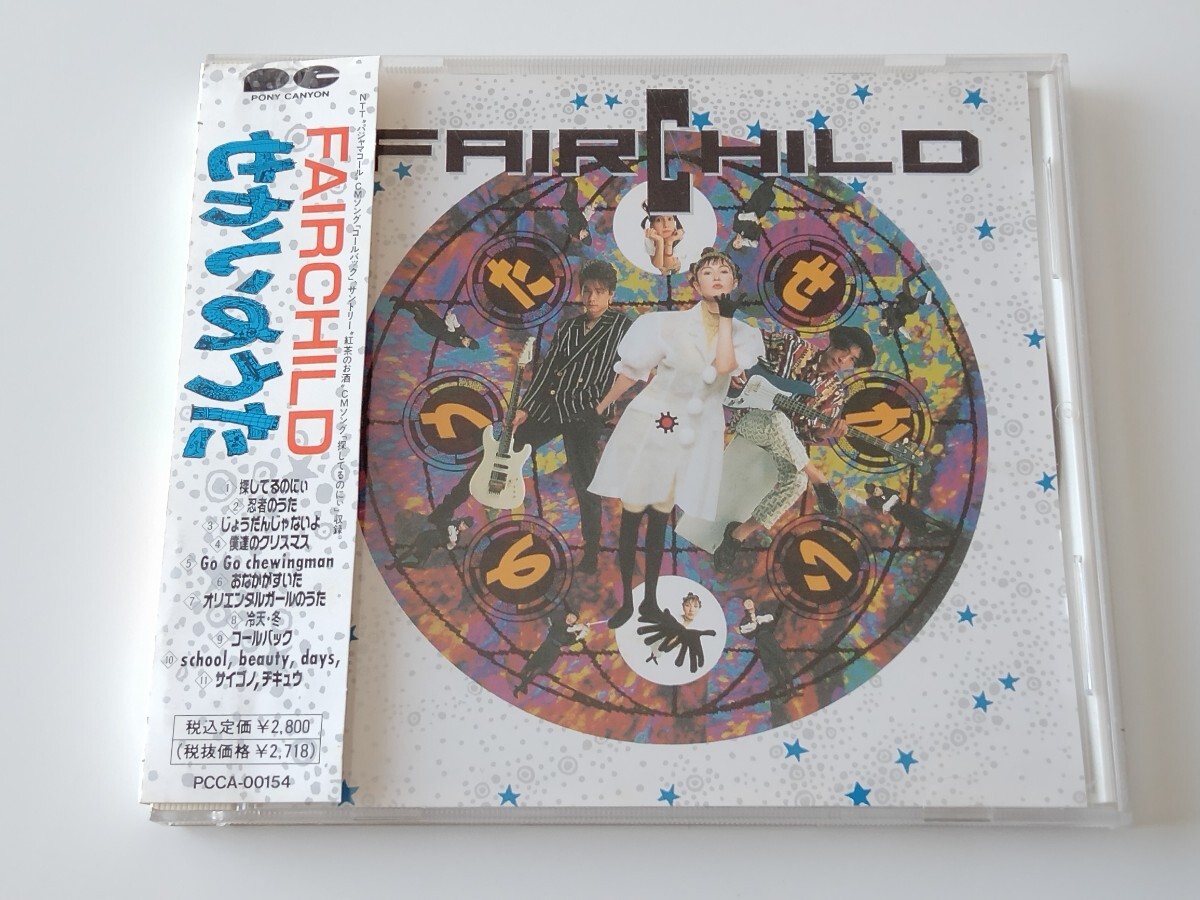 PONY CANYON
FAIRCHILD
せかいのうた
NTT“パジャマコール”CMソング「コールバック」サントリー“紅茶のお酒”CMソング「探してるのにぃ」収録。
1 探してるのにぃ
2 忍者のうた
3 じょうだんじゃないよ
4 僕達のクリスマス
5 Go Go chewingman
6 おなかがすいた
7 オリエンタルガールのうた
8 冷天・冬
9 コールバック
10 school, beauty, days,
11 サイゴノ,チキュウ
税込定価¥2,800
(税抜価格¥2,718)
PCCA-00154
FAIRCHILD
せ
か
い
の
う
た